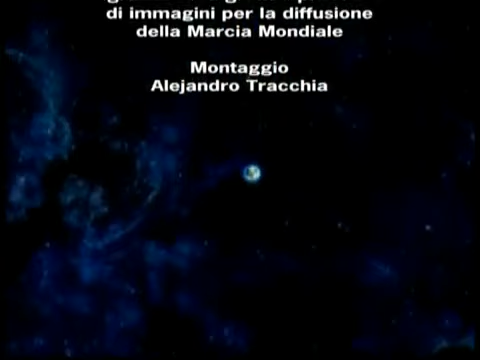 di immagini per la diffusione
della Marcia Mondiale
Montaggio
Alejandro Tracchia